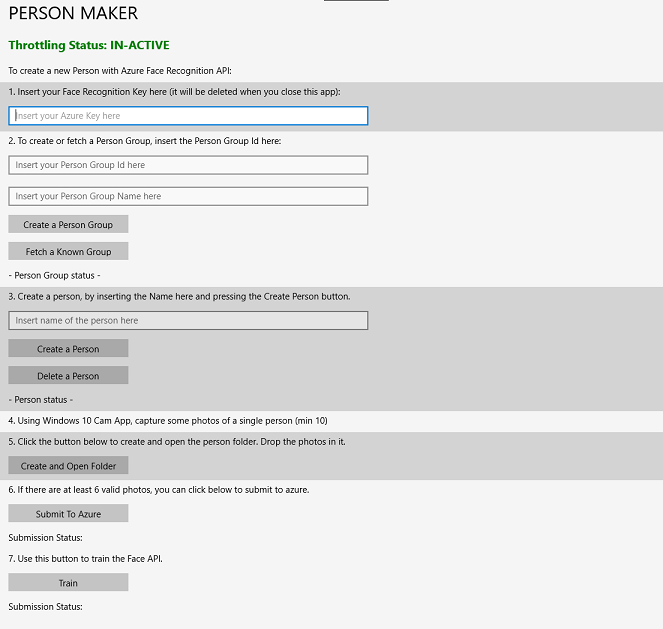 PERSON MAKER
Throttling Status: IN-ACTIVE
To create a new Person with Azure Face Recognition API:
1. Insert your Face Recognition Key here (it will be deleted when you close this app):
Insert your Azure Key here
2. To create or fetch a Person Group, insert the Person Group Id here:
Insert your Person Group Id here
Insert your Person Group Name here
Create a Person Group
Fetch a Known Group
- Person Group status -
3. Create a person, by inserting the Name here and pressing the Create Person button.
Insert name of the person here
Create a Person
Delete a Person
- Person status -
4. Using Windows 10 Cam App, capture some photos of a single person (min 10)
5. Click the button below to create and open the person folder. Drop the photos in it.
Create and Open Folder
6. If there are at least 6 valid photos, you can click below to submit to azure.
Submit To Azure
Submission Status:
7. Use this button to train the Face API.
Train
Submission Status: